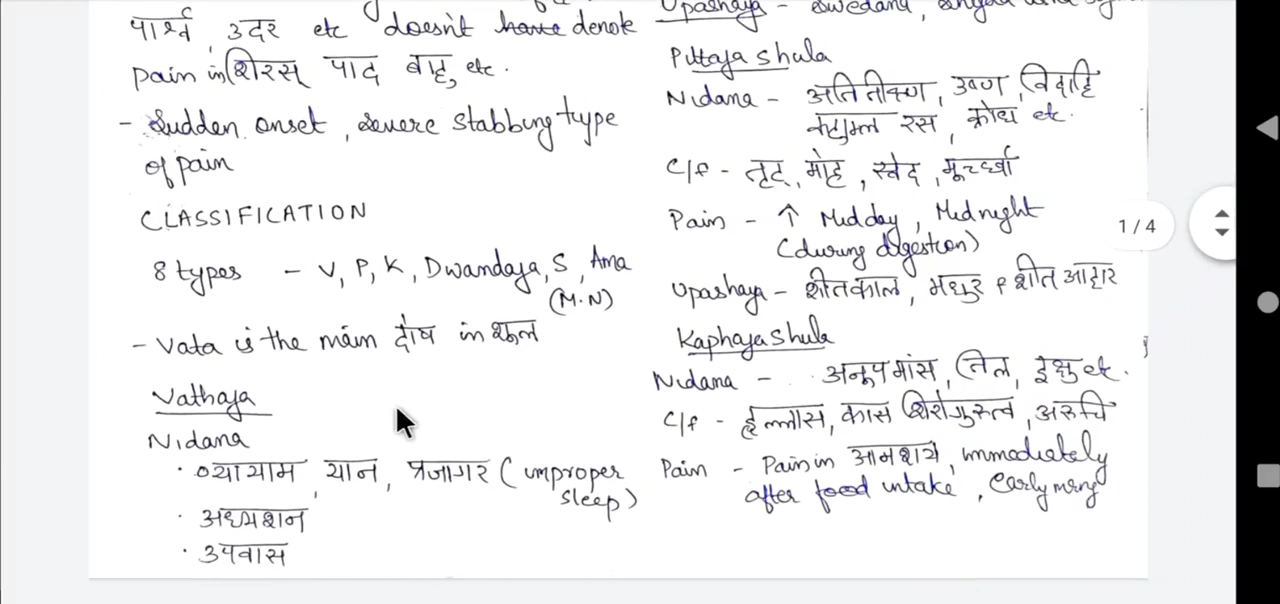 पार्श्व, उदर etc doesn't have denote
pain in शिरस् पाद बाहु, etc.
- Sudden onset, severe stabbing type
of pain
CLASSIFICATION
8 types - V, P, K, Dwandaja, S, Ama
(M.N)
- Vata is the main दोष in शूल
Vathaja
Nidana
· व्यायाम, यान, प्रजागर (improper
sleep)
· अध्यशन
· उपवास
Upashaya - Swedana,
Pittaja shula
Nidana - अतितीक्ष्ण, उष्ण, विदाहि
कट्वम्ल रस, क्रोध etc.
C/f - तृट्, मोह, स्वेद, मूर्च्छा
Pain - ↑ Midday, Midnight
(during digestion)
Upashaya - शीतकाल, मधुर शीत आहार
Kaphaja shula
Nidana - अनूप मांस, तिल, इक्षु etc.
C/f - हृल्लास, कास शिरोगुरुत्व, अरुचि
Pain - Pain in आमाशय, immediately
after food intake, Early mrng
1/4